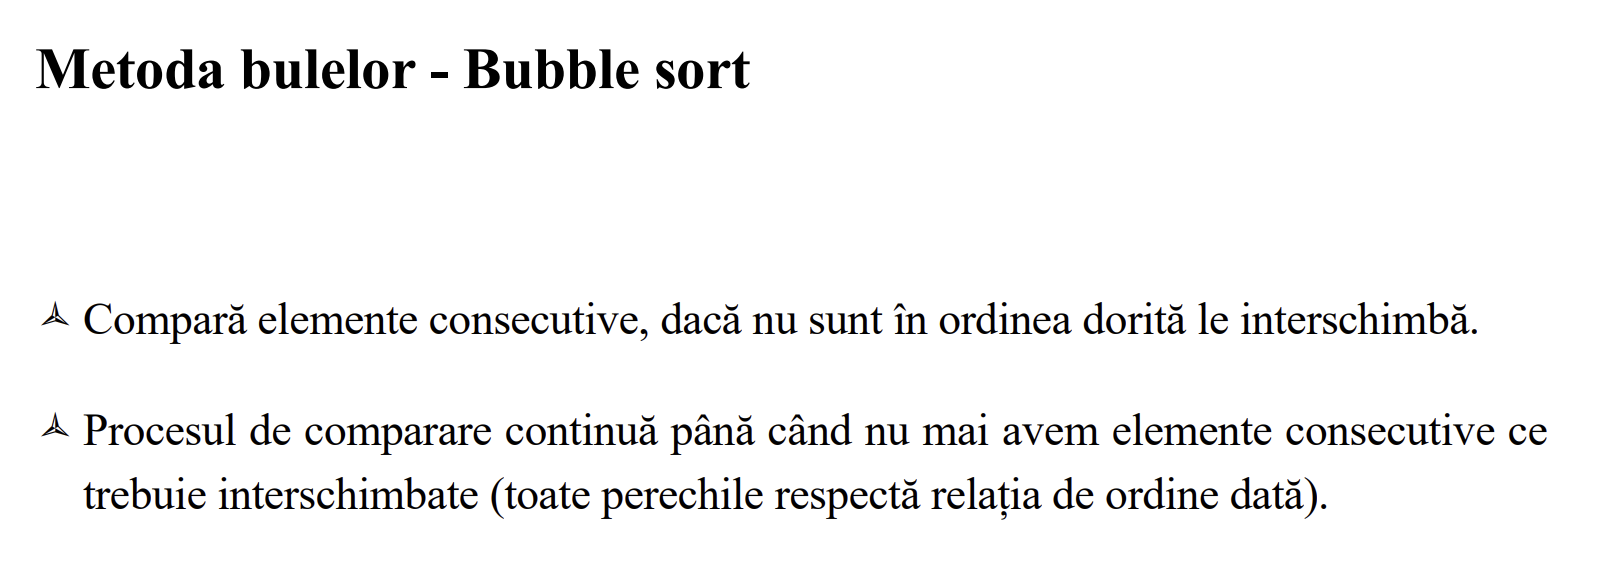 Metoda bulelor - Bubble sort
Compară elemente consecutive, dacă nu sunt în ordinea dorită le interschimbă.
Procesul de comparare continuă până când nu mai avem elemente consecutive ce
trebuie interschimbate (toate perechile respectă relația de ordine dată).